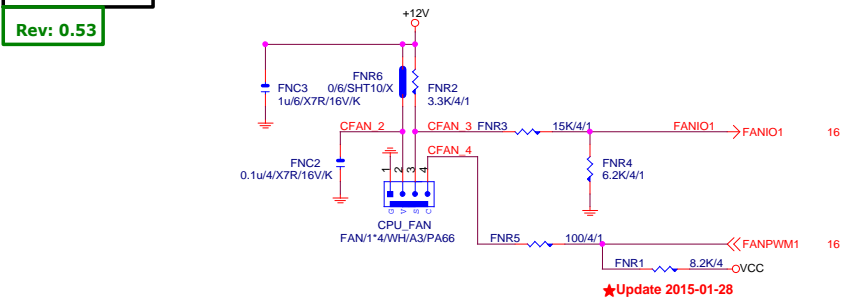 Rev: 0.53
+12V
FNC3
1u/6/X7R/16V/K
FNR6
0/6/SHT10/X
FNR2
3.3K/4/1
CFAN_2
CFAN_3
FNR3
15K/4/1
FANIO1
FANIO1
16
CFAN_4
FNC2
0.1u/4/X7R/16V/K
FNR4
6.2K/4/1
1
2
3
4
G
V
S
C
CPU_FAN
FAN/1*4/WH/A3/PA66
FNR5
100/4/1
FANPWM1
16
FNR1
8.2K/4
VCC
★Update 2015-01-28